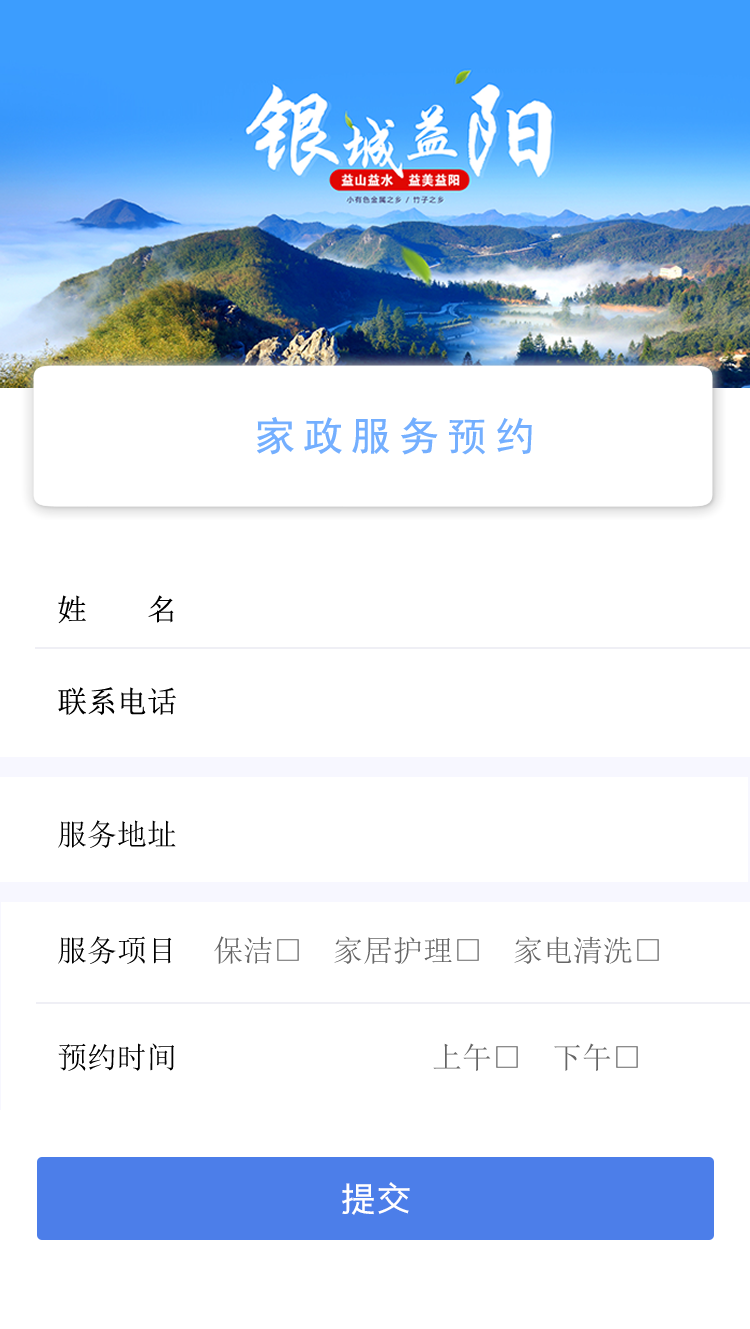 银城益阳
益山益水 益美益阳
小有色金属之乡 / 竹子之乡
家政服务预约
姓 名
联系电话
服务地址
服务项目 保洁□ 家居护理□ 家电清洗□
预约时间 上午□ 下午□
提交